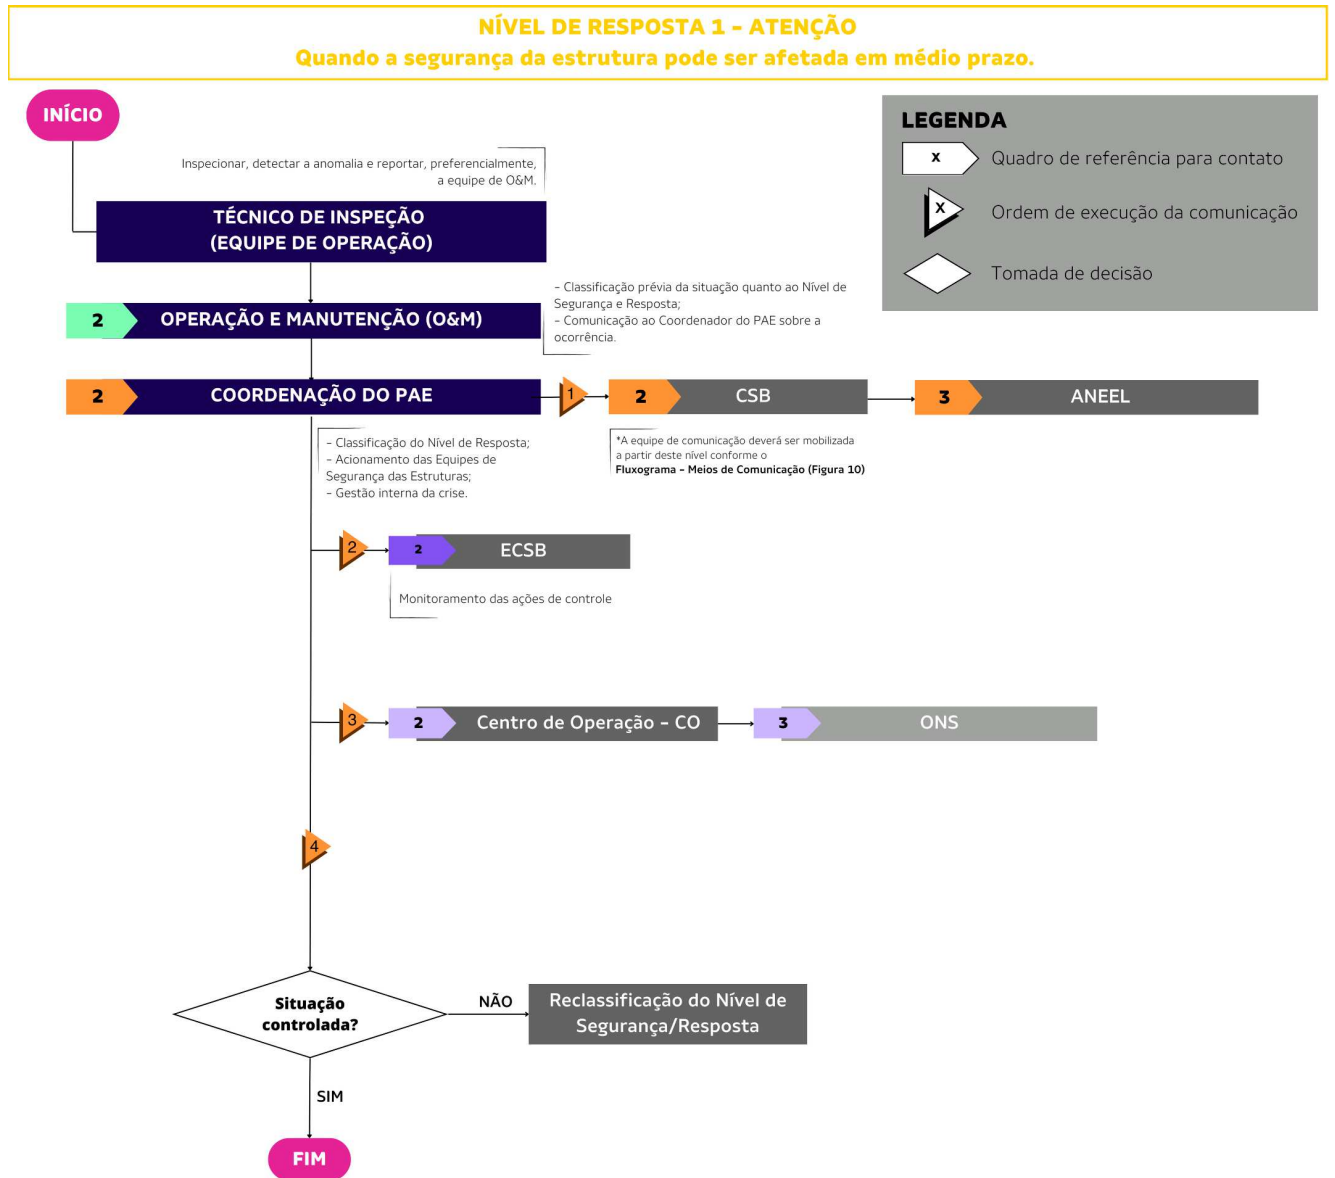 NÍVEL DE RESPOSTA 1 - ATENÇÃO
Quando a segurança da estrutura pode ser afetada em médio prazo.
INÍCIO
LEGENDA
x
Quadro de referência para contato
X
Ordem de execução da comunicação
Tomada de decisão
Inspecionar, detectar a anomalia e reportar, preferencialmente,
a equipe de O&M.
TÉCNICO DE INSPEÇÃO
(EQUIPE DE OPERAÇÃO)
2
OPERAÇÃO E MANUTENÇÃO (O&M)
- Classificação prévia da situação quanto ao Nível de
Segurança e Resposta;
- Comunicação ao Coordenador do PAE sobre a
ocorrência.
2
COORDENAÇÃO DO PAE
1
2
CSB
3
ANEEL
- Classificação do Nível de Resposta;
- Acionamento das Equipes de
Segurança das Estruturas;
- Gestão interna da crise.
*A equipe de comunicação deverá ser mobilizada
a partir deste nível conforme o
Fluxograma - Meios de Comunicação (Figura 10)
2
2
ECSB
Monitoramento das ações de controle
3
2
Centro de Operação - CO
3
ONS
4
Situação
controlada?
NÃO
Reclassificação do Nível de
Segurança/Resposta
SIM
FIM